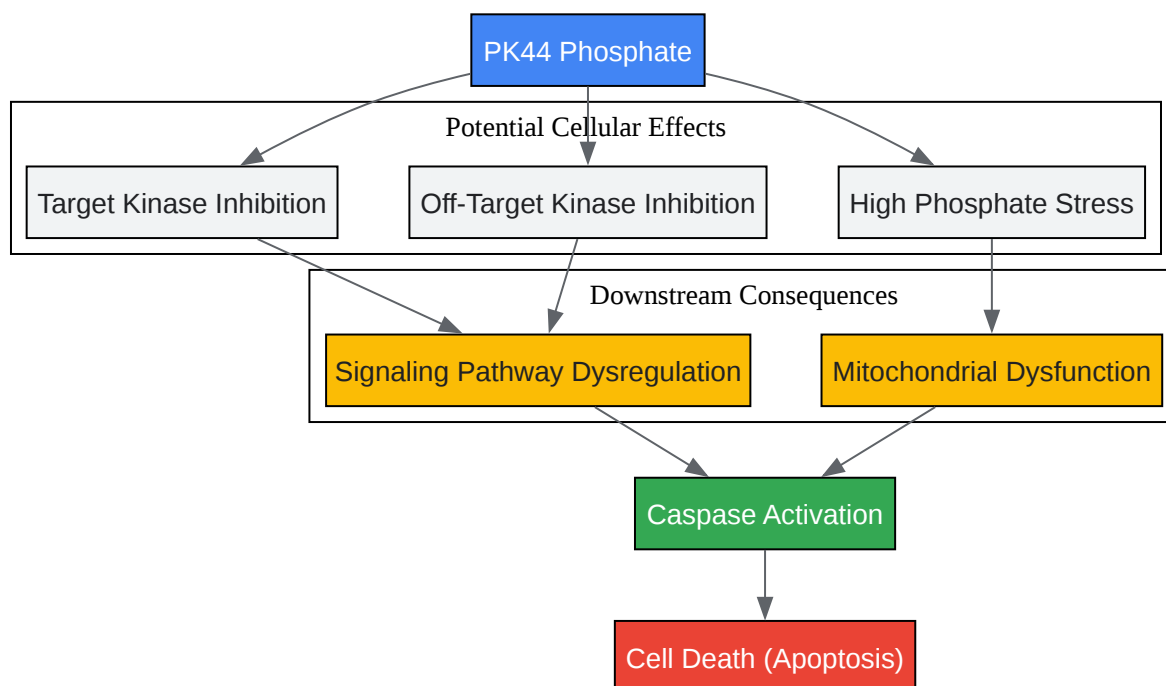 PK44 Phosphate
Potential Cellular Effects
Target Kinase Inhibition
Off-Target Kinase Inhibition
High Phosphate Stress
Downstream Consequences
Signaling Pathway Dysregulation
Mitochondrial Dysfunction
Caspase Activation
Cell Death (Apoptosis)